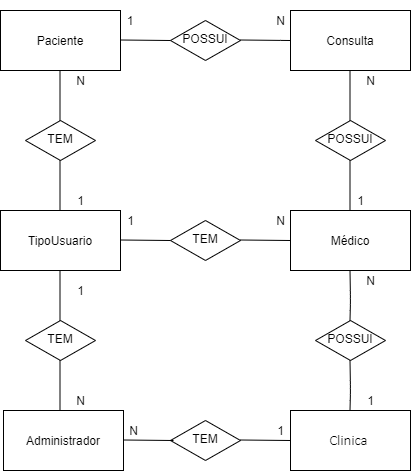 1
N
Paciente
POSSUI
Consulta
N
N
TEM
POSSUI
1
1
TipoUsuario
1
TEM
N
Médico
1
N
TEM
POSSUI
N
1
Administrador
N
TEM
1
Clinica